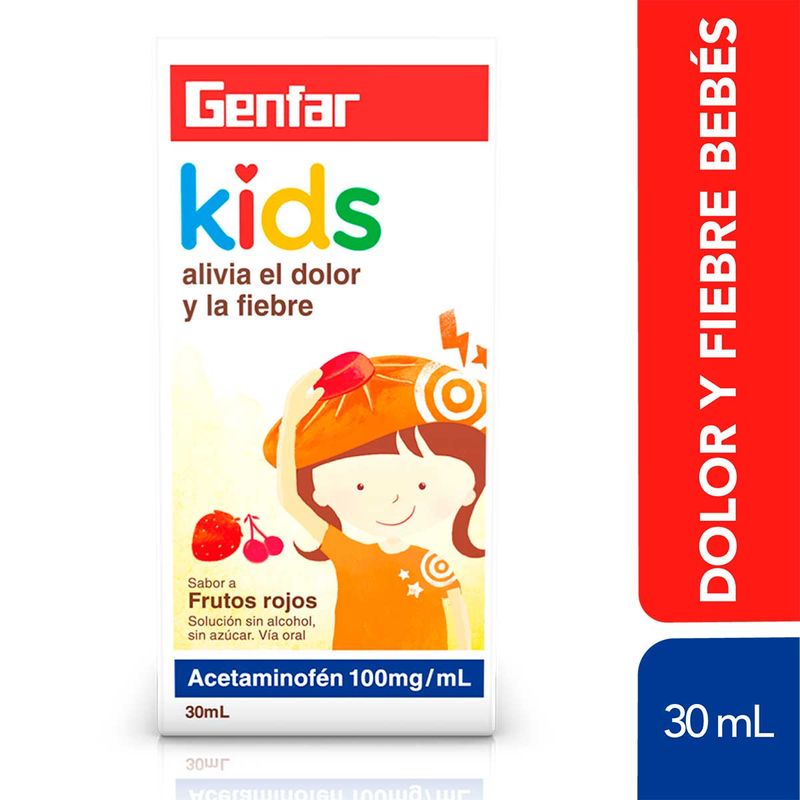 Genfar
kids
alivia el dolor
y la fiebre
Sabor a
Frutos rojos
Solución sin alcohol,
sin azúcar. Vía oral
Acetaminofén 100mg/mL
30mL
DOLOR Y FIEBRE BEBÉS
30 mL